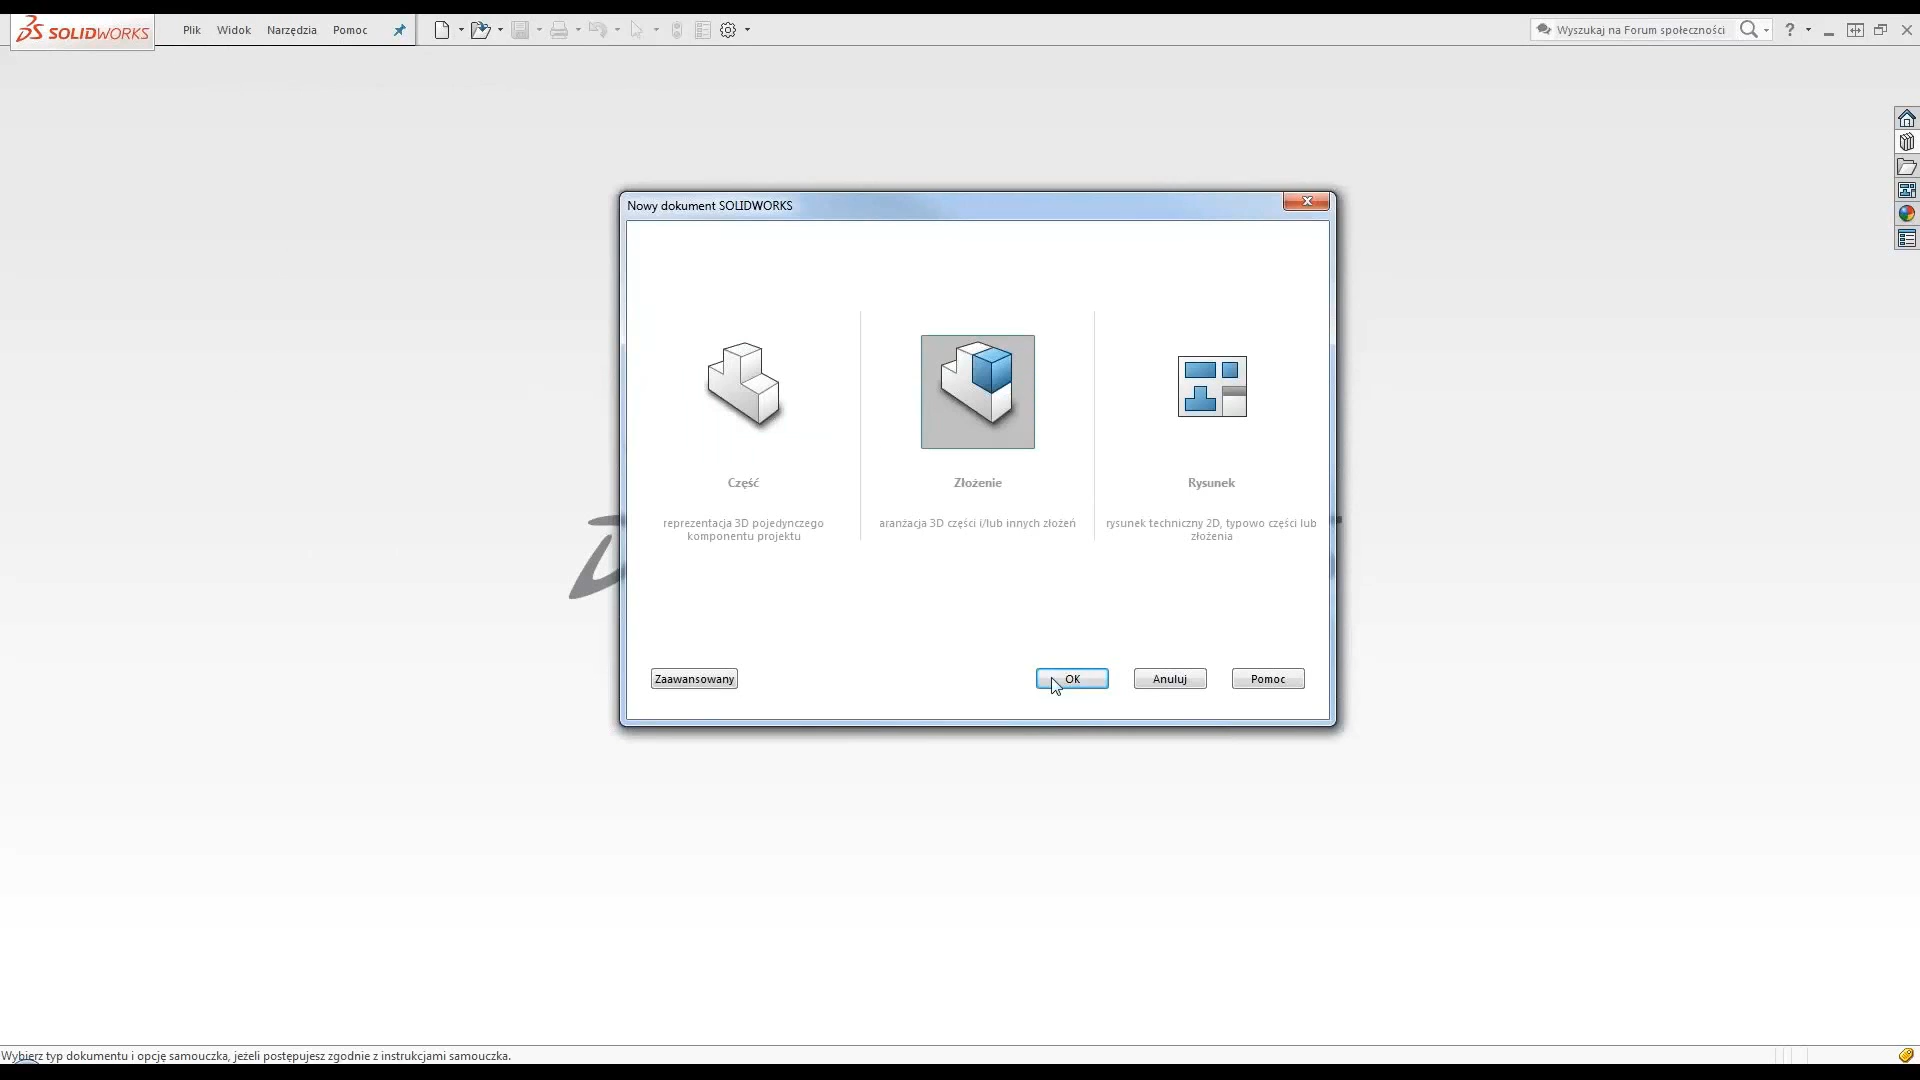 SOLIDWORKS
Plik Widok Narzędzia Pomoc
Wyszukaj na Forum społeczności
?
Nowy dokument SOLIDWORKS
Część
reprezentacja 3D pojedynczego
komponentu projektu
Złożenie
aranżacja 3D części i/lub innych złożeń
Rysunek
rysunek techniczny 2D, typowo części lub
złożenia
Zaawansowany
OK
Anuluj
Pomoc
Wybierz typ dokumentu i opcję samouczka, jeżeli postępujesz zgodnie z instrukcjami samouczka.